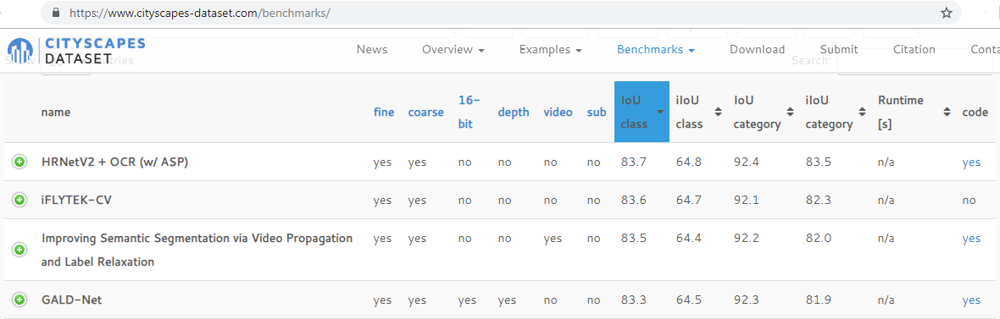 https://www.cityscapes-dataset.com/benchmarks/
CITYSCAPES
DATASET
News Overview Examples Benchmarks Download Submit Citation
Search:
name fine coarse 16-bit depth video sub IoU class iIoU class IoU category iIoU category Runtime [s] code
HRNetV2 + OCR (w/ ASP) yes yes no no no no 83.7 64.8 92.4 83.5 n/a yes
iFLYTEK-CV yes yes no no no no 83.6 64.7 92.1 82.3 n/a no
Improving Semantic Segmentation via Video Propagation
and Label Relaxation yes yes no no yes no 83.5 64.4 92.2 82.0 n/a yes
GALD-Net yes yes yes yes no no 83.3 64.5 92.3 81.9 n/a yes